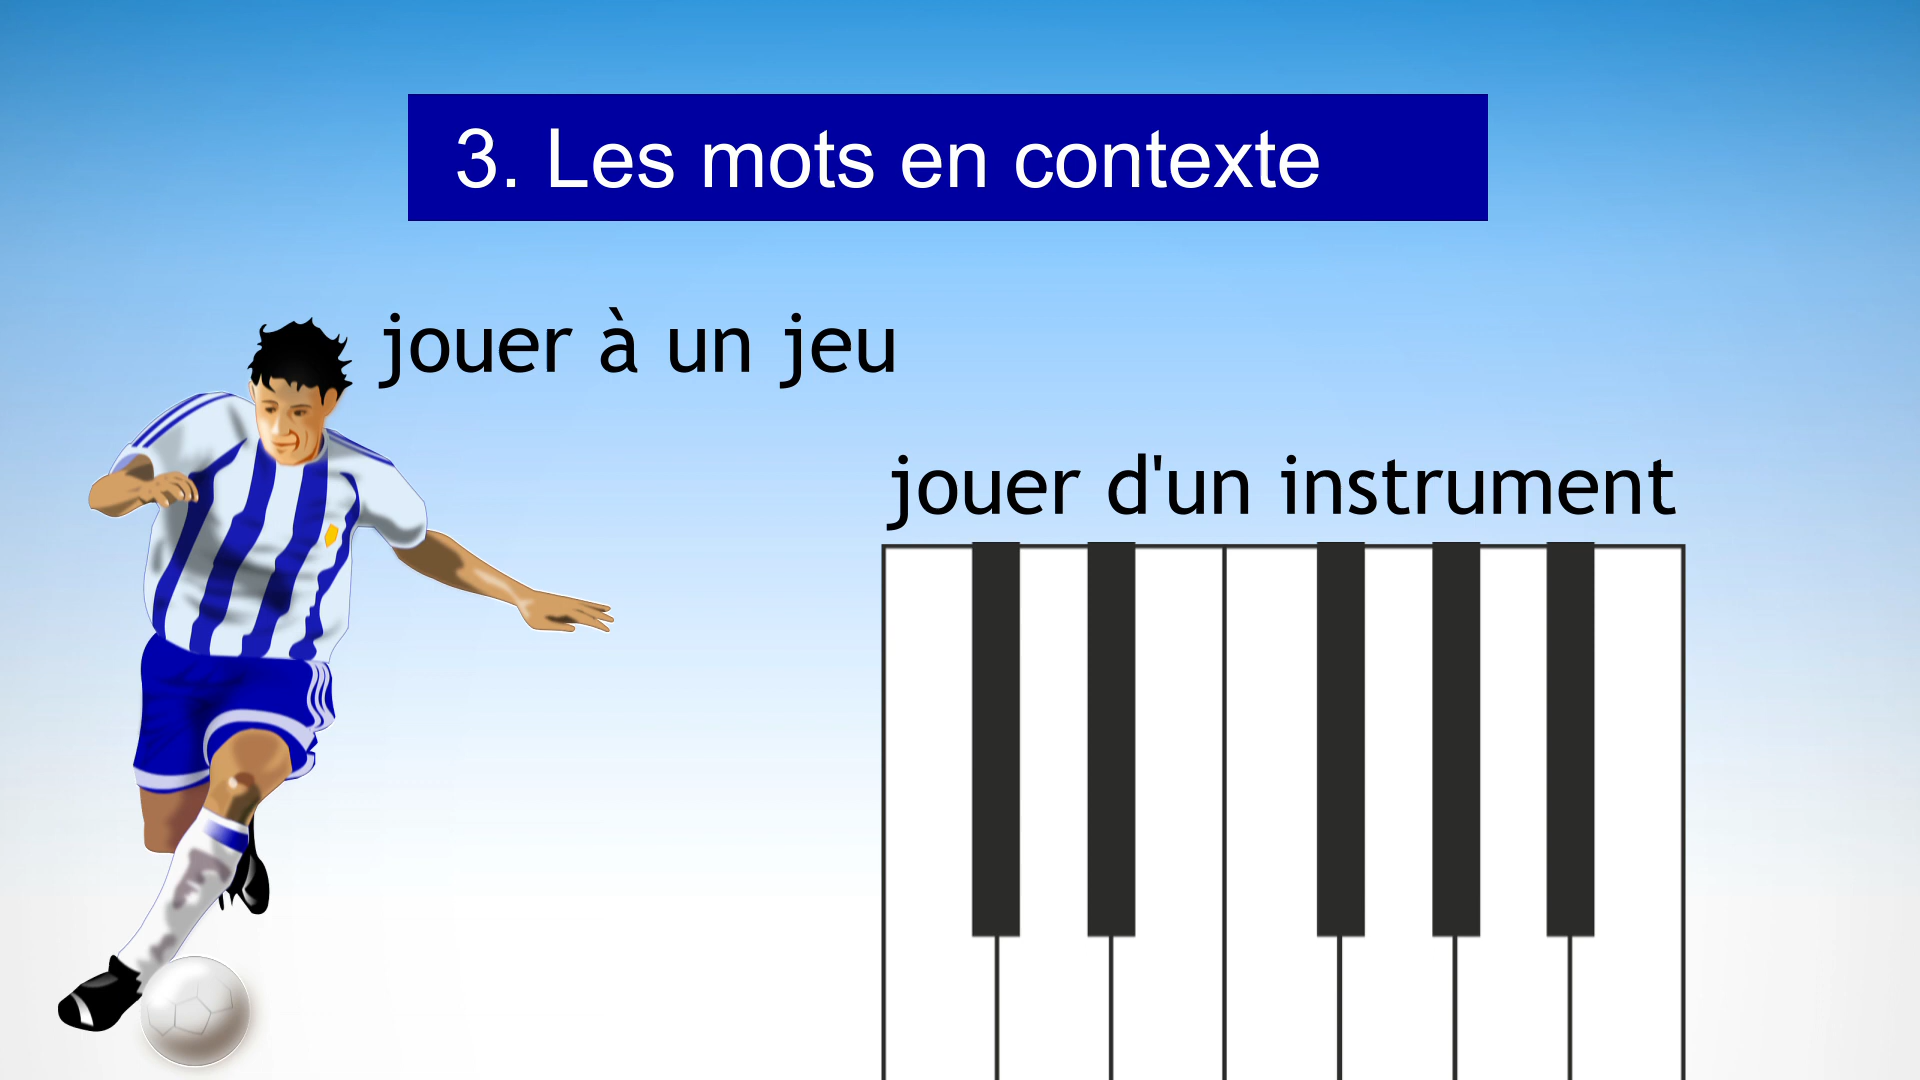 3. Les mots en contexte
jouer à un jeu
jouer d'un instrument